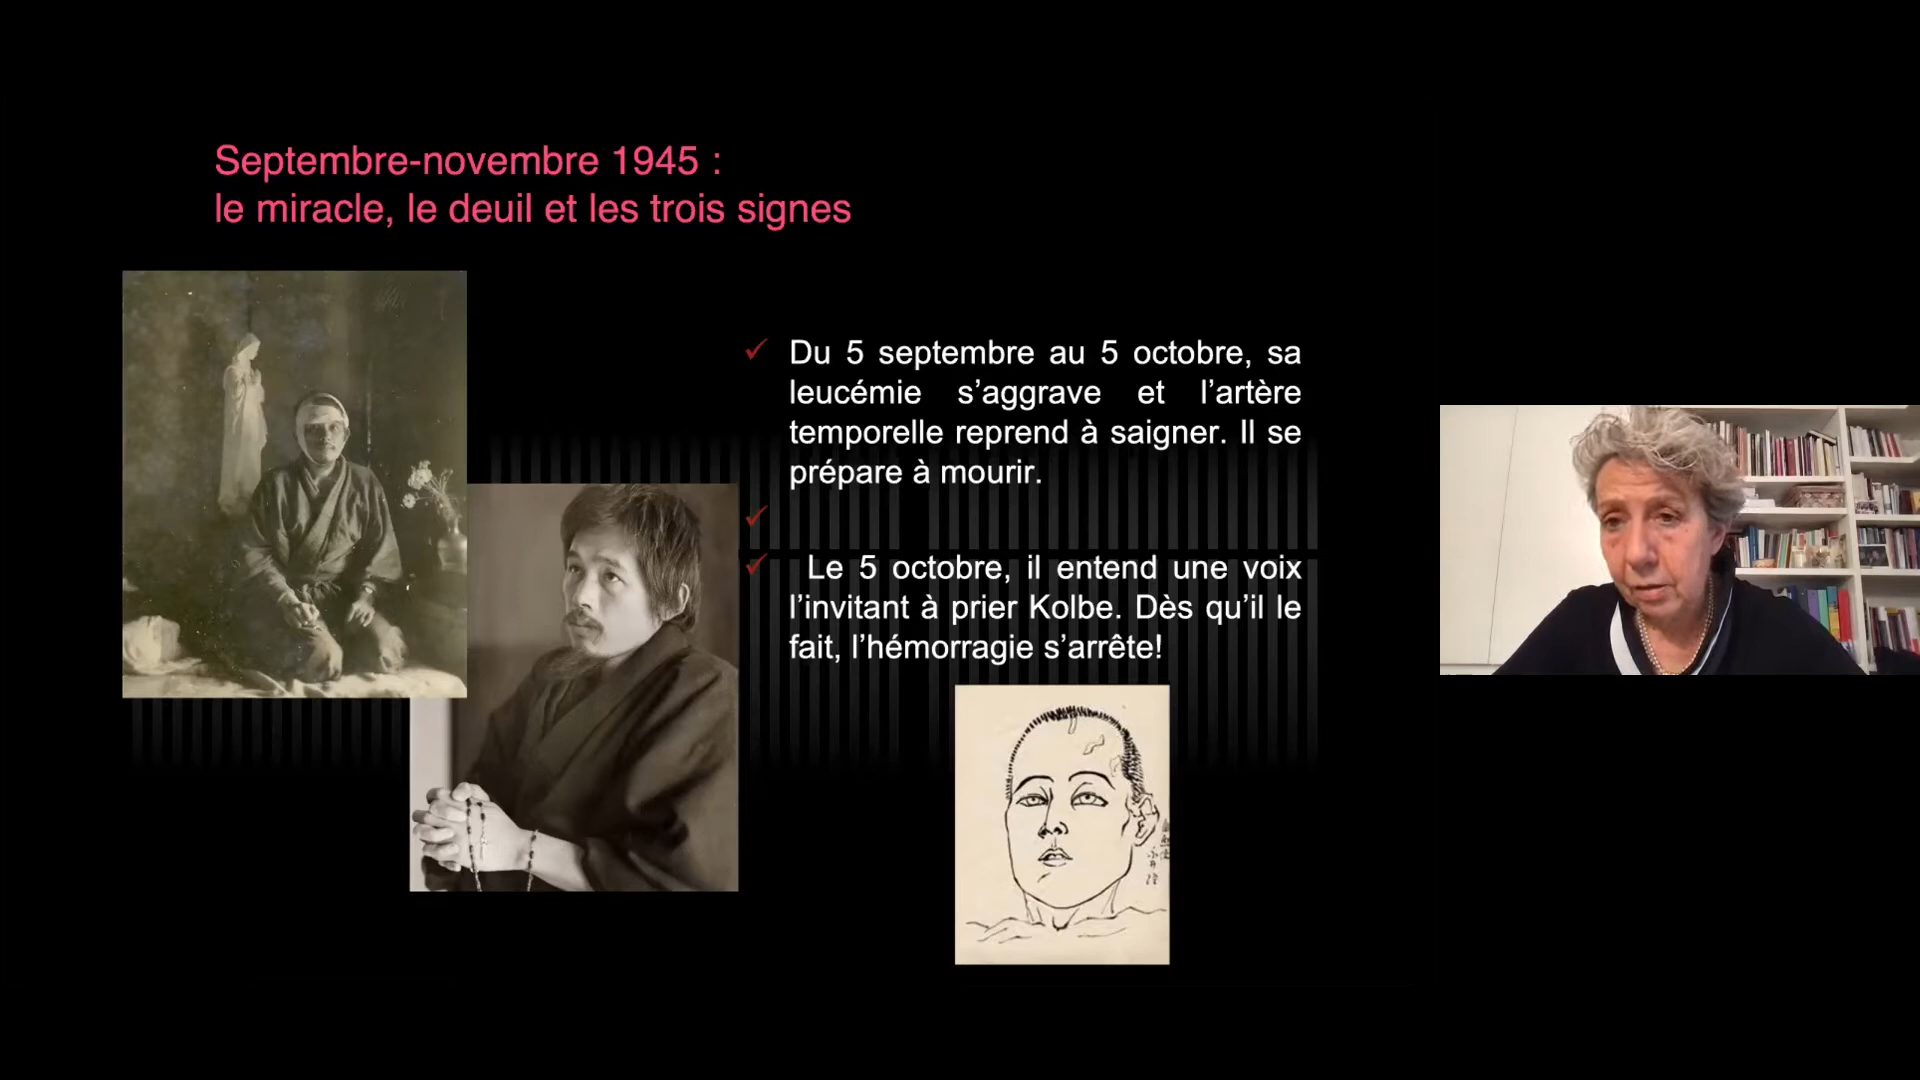 Septembre-novembre 1945 :
le miracle, le deuil et les trois signes
Du 5 septembre au 5 octobre, sa
leucémie s’aggrave et l’artère
temporelle reprend à saigner. Il se
prépare à mourir.
Le 5 octobre, il entend une voix
l’invitant à prier Kolbe. Dès qu’il le
fait, l’hémorragie s’arrête!